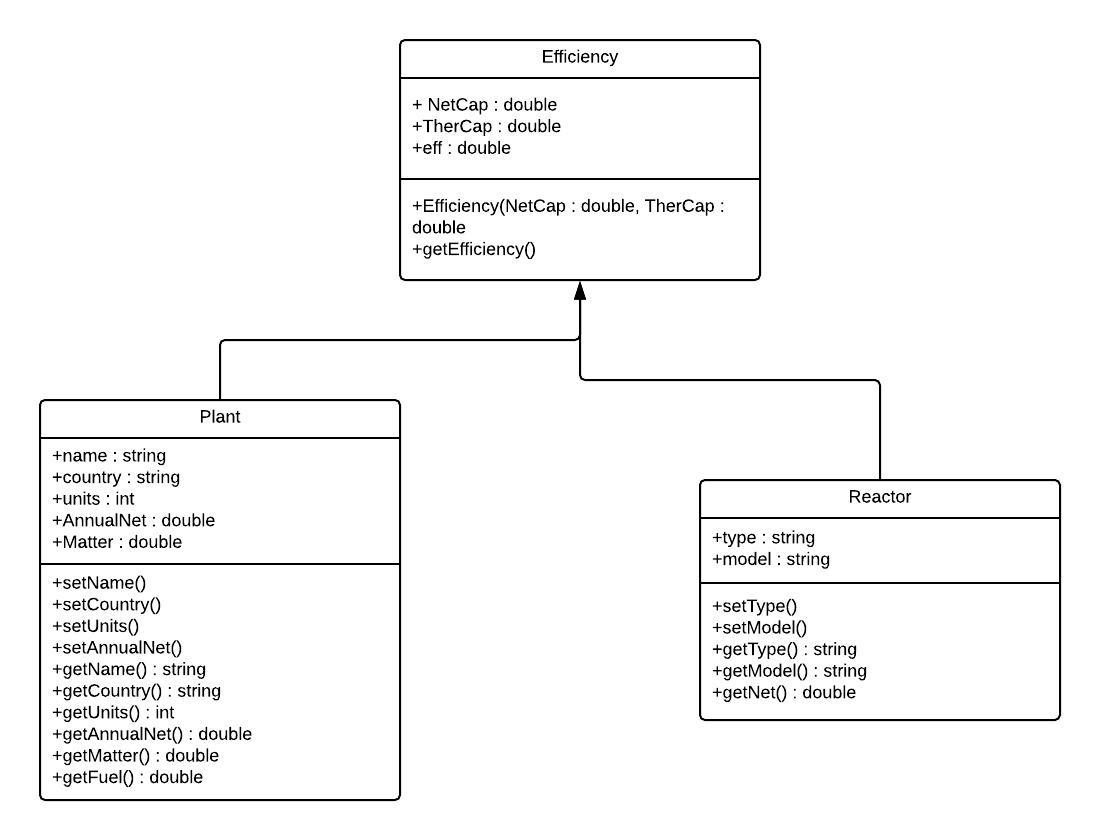 Efficiency
+ NetCap : double
+TherCap : double
+eff : double
+Efficiency(NetCap : double, TherCap :
double
+getEfficiency()
Plant
+name : string
+country : string
+units : int
+AnnualNet : double
+Matter : double
+setName()
+setCountry()
+setUnits()
+setAnnualNet()
+getName() : string
+getCountry() : string
+getUnits() : int
+getAnnualNet() : double
+getMatter() : double
+getFuel() : double
Reactor
+type : string
+model : string
+setType()
+setModel()
+getType() : string
+getModel() : string
+getNet() : double